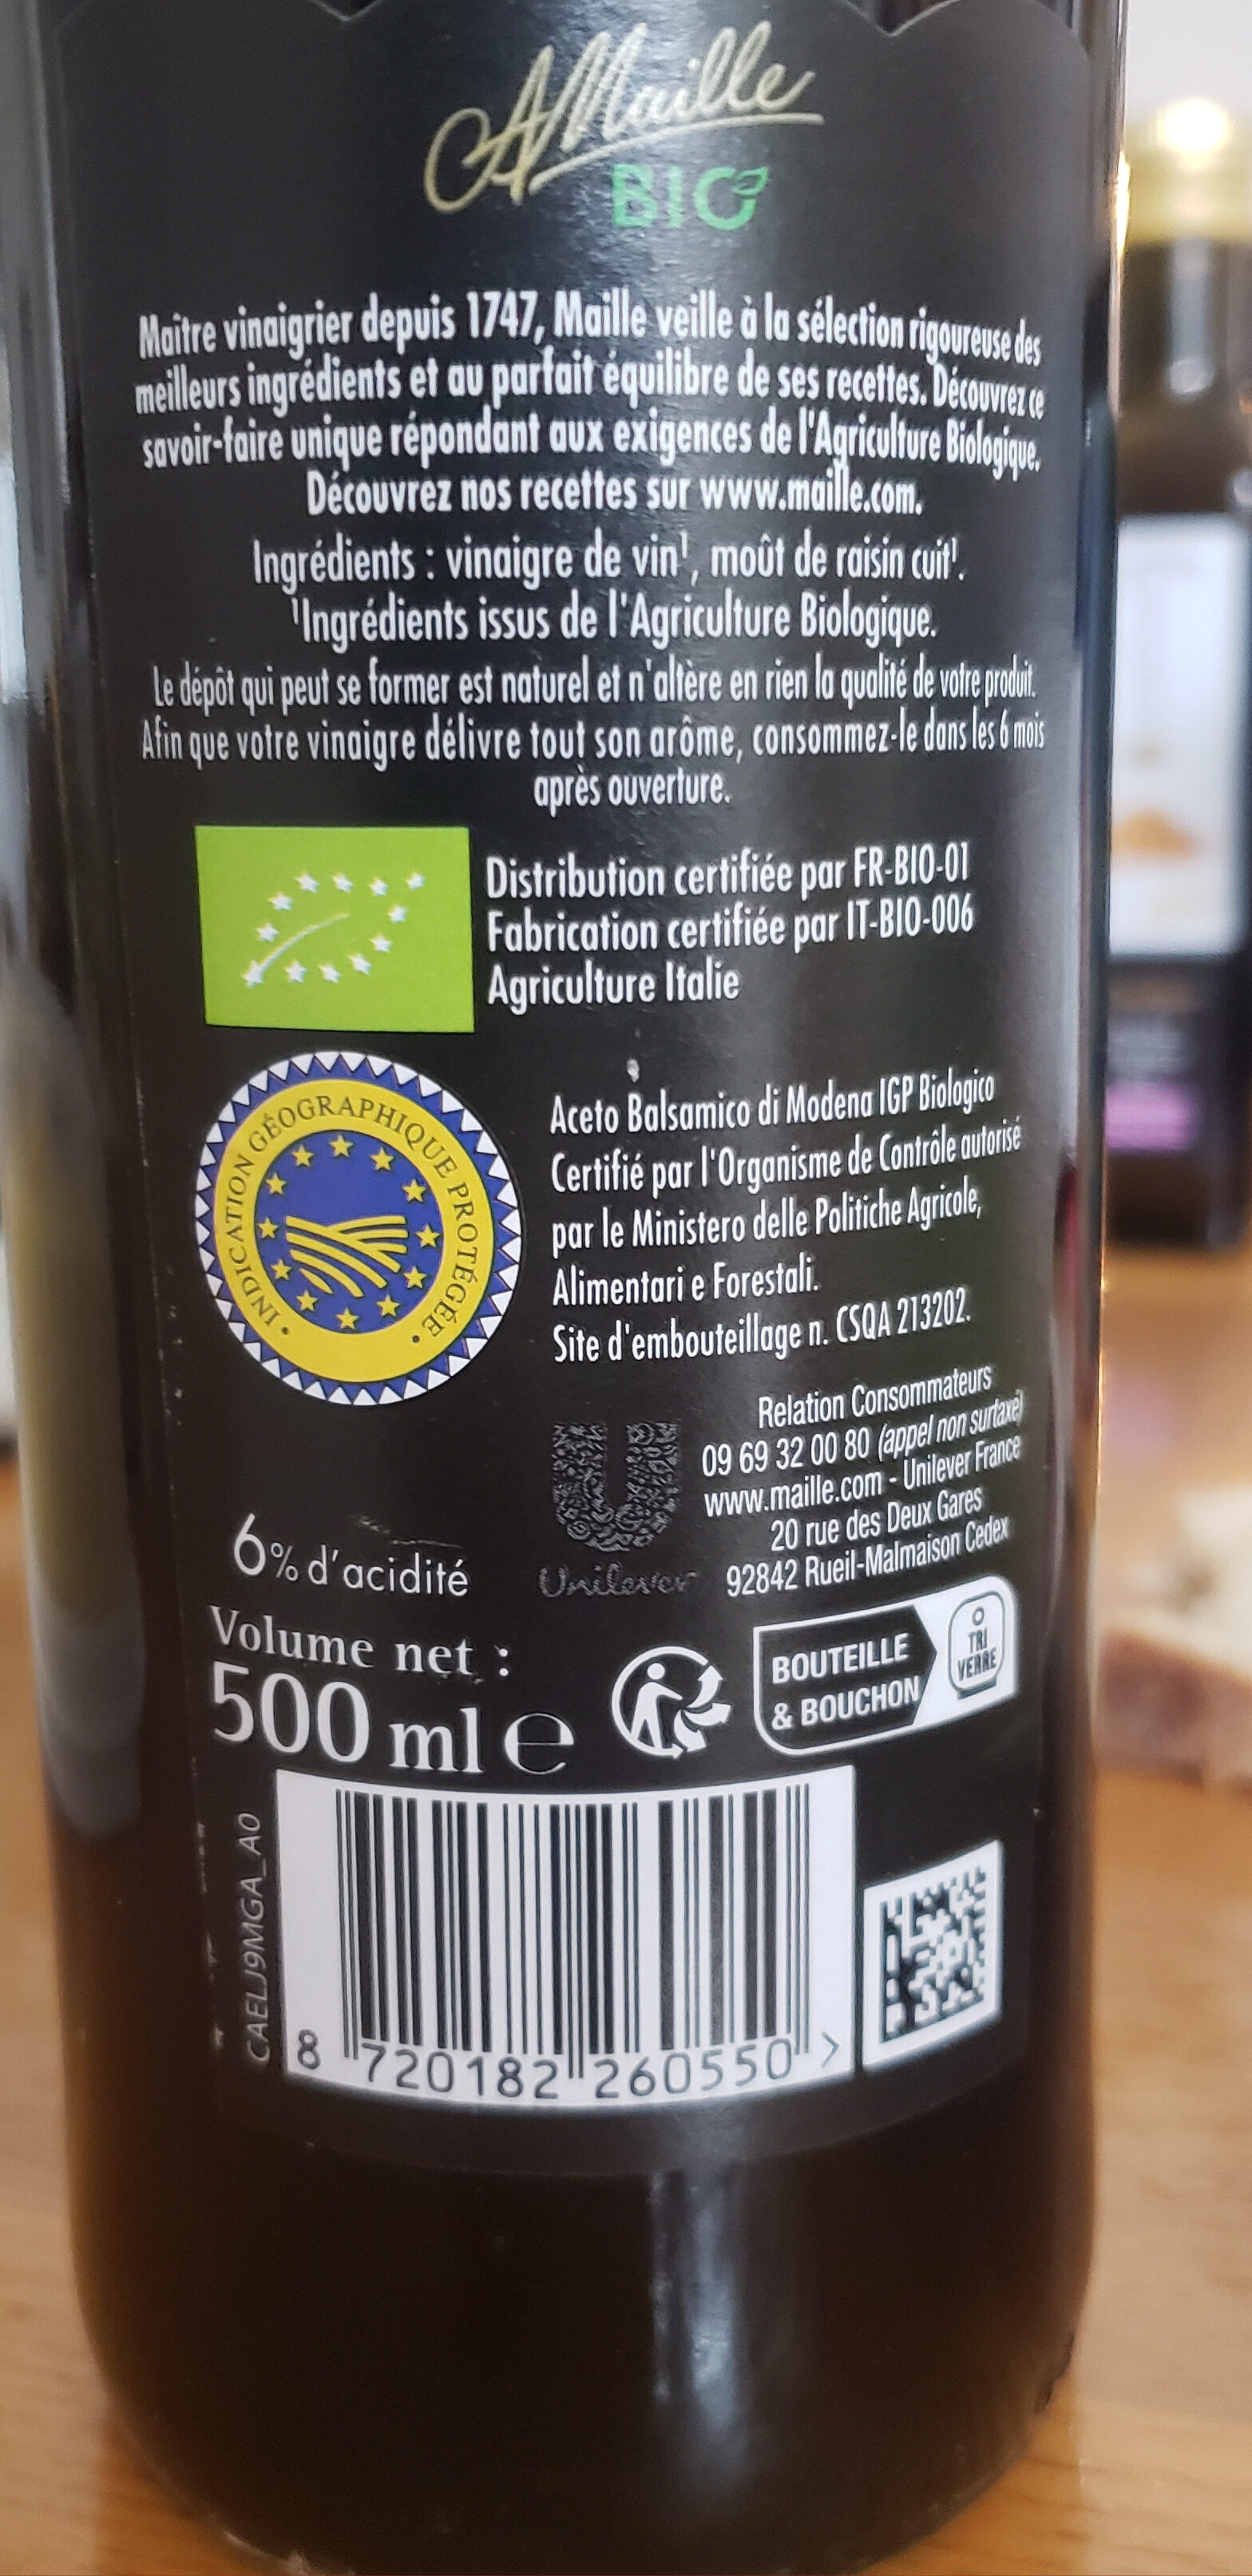 A Maille
BIO
Maître vinaigrier depuis 1747, Maille veille à la sélection rigoureuse des
meilleurs ingrédients et au parfait équilibre de ses recettes. Découvrez ce
savoir-faire unique répondant aux exigences de l'Agriculture Biologique.
Découvrez nos recettes sur www.maille.com.
Ingrédients : vinaigre de vin¹, moût de raisin cuit¹.
¹Ingrédients issus de l'Agriculture Biologique.
Le dépôt qui peut se former est naturel et n'altère en rien la qualité de votre produit.
Afin que votre vinaigre délivre tout son arôme, consommez-le dans les 6 mois
après ouverture.
Distribution certifiée par FR-BIO-01
Fabrication certifiée par IT-BIO-006
Agriculture Italie
• INDICATION GÉOGRAPHIQUE PROTÉGÉE •
Aceto Balsamico di Modena IGP Biologico
Certifié par l'Organisme de Contrôle autorisé
par le Ministero delle Politiche Agricole,
Alimentari e Forestali.
Site d'embouteillage n. CSQA 213202.
Relation Consommateurs
09 69 32 00 80 (appel non surtaxé)
www.maille.com - Unilever France
20 rue des Deux Gares
92842 Rueil-Malmaison Cedex
Unilever
6% d'acidité
Volume net :
500 ml e
BOUTEILLE
& BOUCHON
TRI
VERRE
CAELJ9MGA_A0
8 720182 260550 >